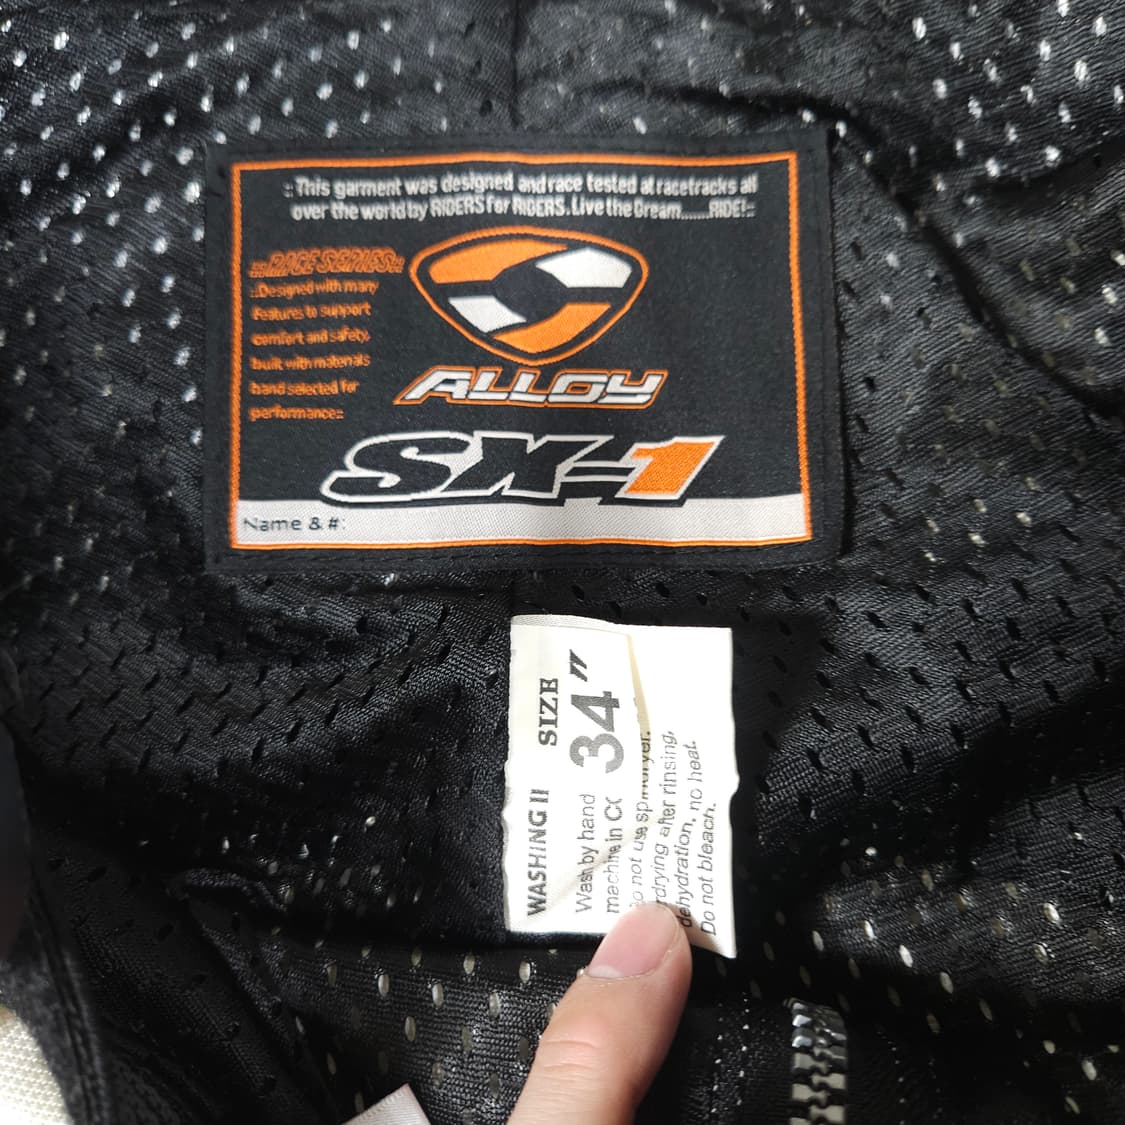 ::This garment was designed and race tested at racetracks all
over the world by RIDERS for RIDERS. Live the Dream......RIDE!::
::RACE SERIES::
::Designed with many
features to support
comfort and safety,
built with materials
hand selected for
performance::
ALLOY
SX-1
Name & #:
SIZE
34"
WASHING
Wash by hand
machine in
not use
drying after rinsing,
dehydration, no heat.
Do not bleach.